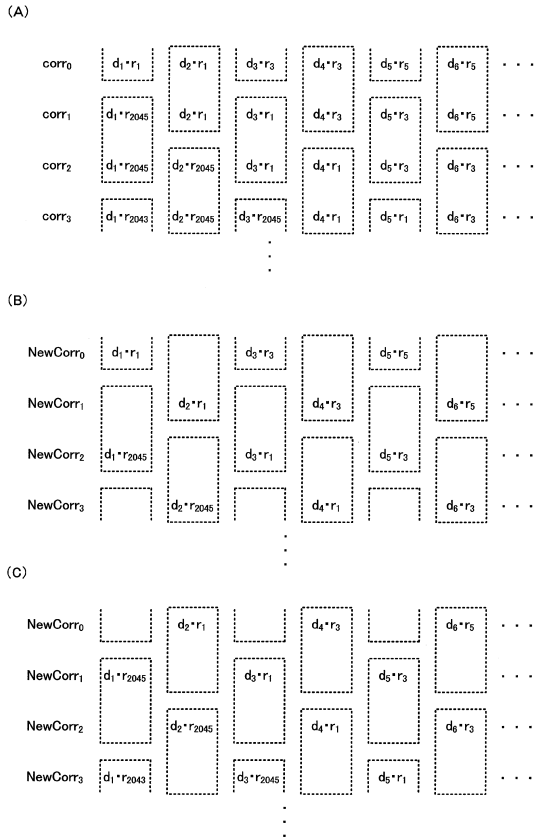 (A)
corr₀ d₁・r₁ d₂・r₁ d₃・r₃ d₄・r₃ d₅・r₅ d₆・r₅ ・・・
corr₁ d₁・r₂₀₄₅ d₂・r₁ d₃・r₁ d₄・r₃ d₅・r₃ d₆・r₅ ・・・
corr₂ d₁・r₂₀₄₅ d₂・r₂₀₄₅ d₃・r₁ d₄・r₁ d₅・r₃ d₆・r₃ ・・・
corr₃ d₁・r₂₀₄₃ d₂・r₂₀₄₅ d₃・r₂₀₄₅ d₄・r₁ d₅・r₁ d₆・r₃ ・・・
(B)
NewCorr₀ d₁・r₁ d₃・r₃ d₅・r₅ ・・・
NewCorr₁ d₂・r₁ d₄・r₃ d₆・r₅ ・・・
NewCorr₂ d₁・r₂₀₄₅ d₃・r₁ d₅・r₃ ・・・
NewCorr₃ d₂・r₂₀₄₅ d₄・r₁ d₆・r₃ ・・・
(C)
NewCorr₀ d₂・r₁ d₄・r₃ d₆・r₅ ・・・
NewCorr₁ d₁・r₂₀₄₅ d₃・r₁ d₅・r₃ ・・・
NewCorr₂ d₂・r₂₀₄₅ d₄・r₁ d₆・r₃ ・・・
NewCorr₃ d₁・r₂₀₄₃ d₃・r₂₀₄₅ d₅・r₁ ・・・